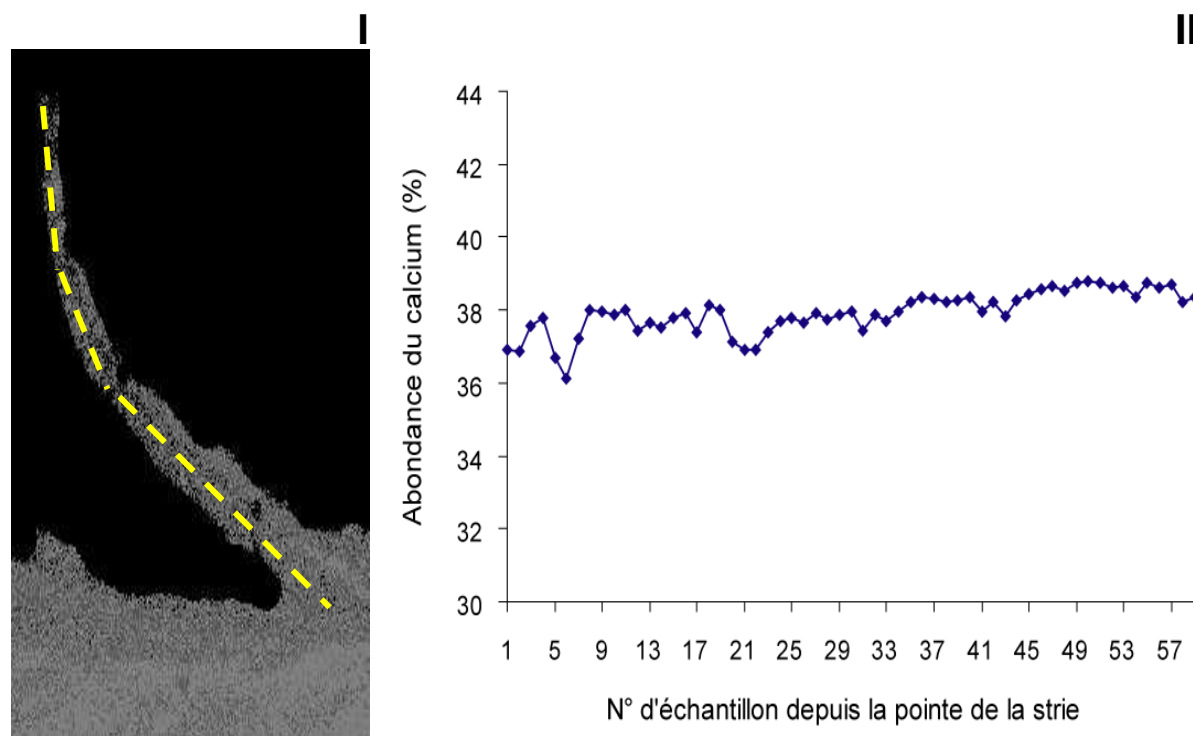 I
II
44
42
40
38
36
34
32
30
Abondance du calcium (%)
1 5 9 13 17 21 25 29 33 37 41 45 49 53 57
N° d'échantillon depuis la pointe de la strie